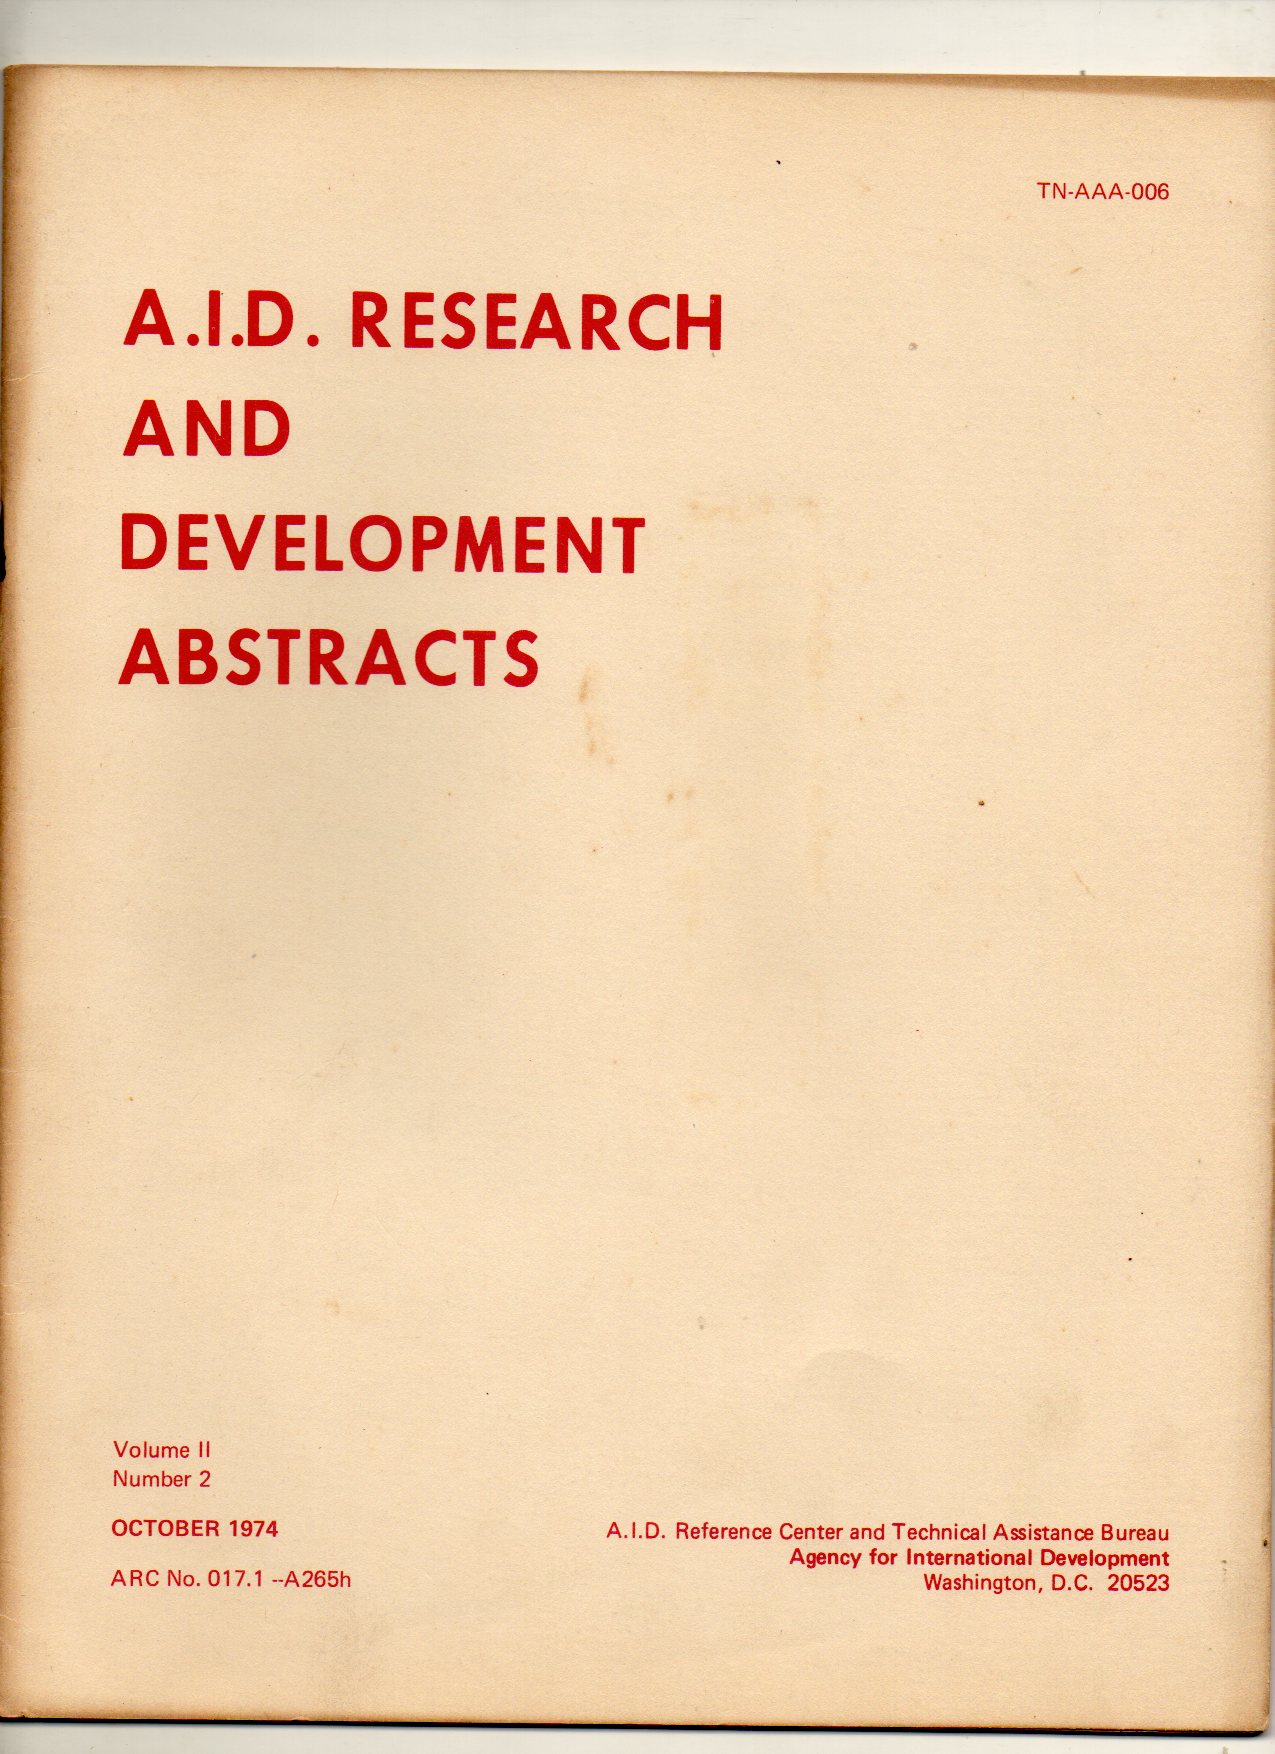 TN-AAA-006
A.I.D. RESEARCH
AND
DEVELOPMENT
ABSTRACTS
Volume II
Number 2
OCTOBER 1974
ARC No. 017.1 --A265h
A.I.D. Reference Center and Technical Assistance Bureau
Agency for International Development
Washington, D.C. 20523